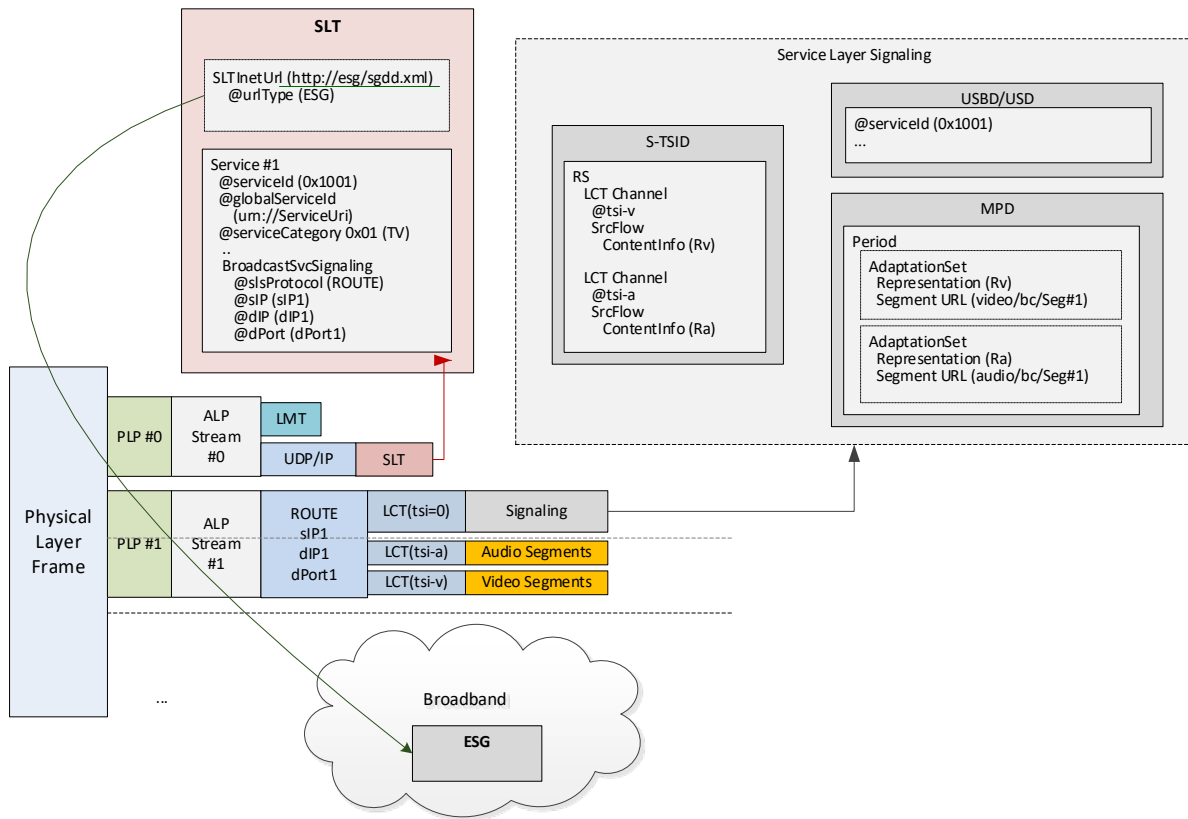 SLT
SLTInetUrl (http://esg/sgdd.xml)
@urlType (ESG)
Service #1
@serviceId (0x1001)
@globalServiceId
(urn://ServiceUri)
@serviceCategory 0x01 (TV)
..
BroadcastSvcSignaling
@slsProtocol (ROUTE)
@sIP (sIP1)
@dIP (dIP1)
@dPort (dPort1)
Service Layer Signaling
S-TSID
RS
LCT Channel
@tsi-v
SrcFlow
ContentInfo (Rv)
LCT Channel
@tsi-a
SrcFlow
ContentInfo (Ra)
USBD/USD
@serviceId (0x1001)
...
MPD
Period
AdaptationSet
Representation (Rv)
Segment URL (video/bc/Seg#1)
AdaptationSet
Representation (Ra)
Segment URL (audio/bc/Seg#1)
Physical
Layer
Frame
PLP #0
ALP
Stream
#0
LMT
UDP/IP
SLT
PLP #1
ALP
Stream
#1
ROUTE
sIP1
dIP1
dPort1
LCT(tsi=0)
Signaling
LCT(tsi-a)
Audio Segments
LCT(tsi-v)
Video Segments
...
Broadband
ESG